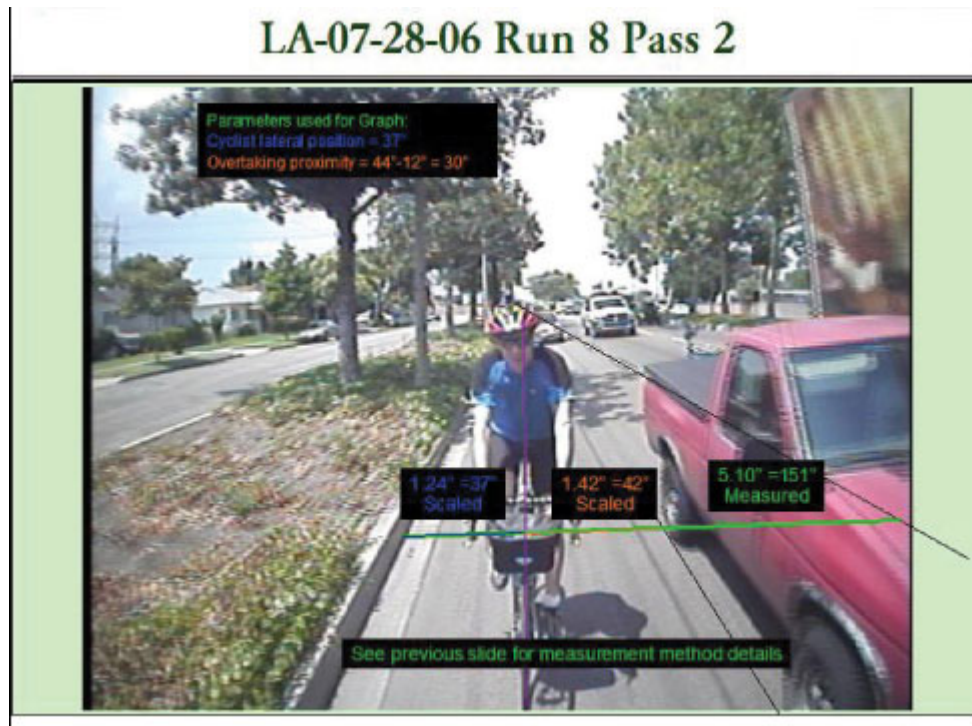 LA-07-28-06 Run 8 Pass 2
Parameters used for Graph:
Cyclist lateral position = 37"
Overtaking proximity = 44"-12" = 30"
1.24" =37"
Scaled
1.42" =42"
Scaled
5.10" =151"
Measured
See previous slide for measurement method details